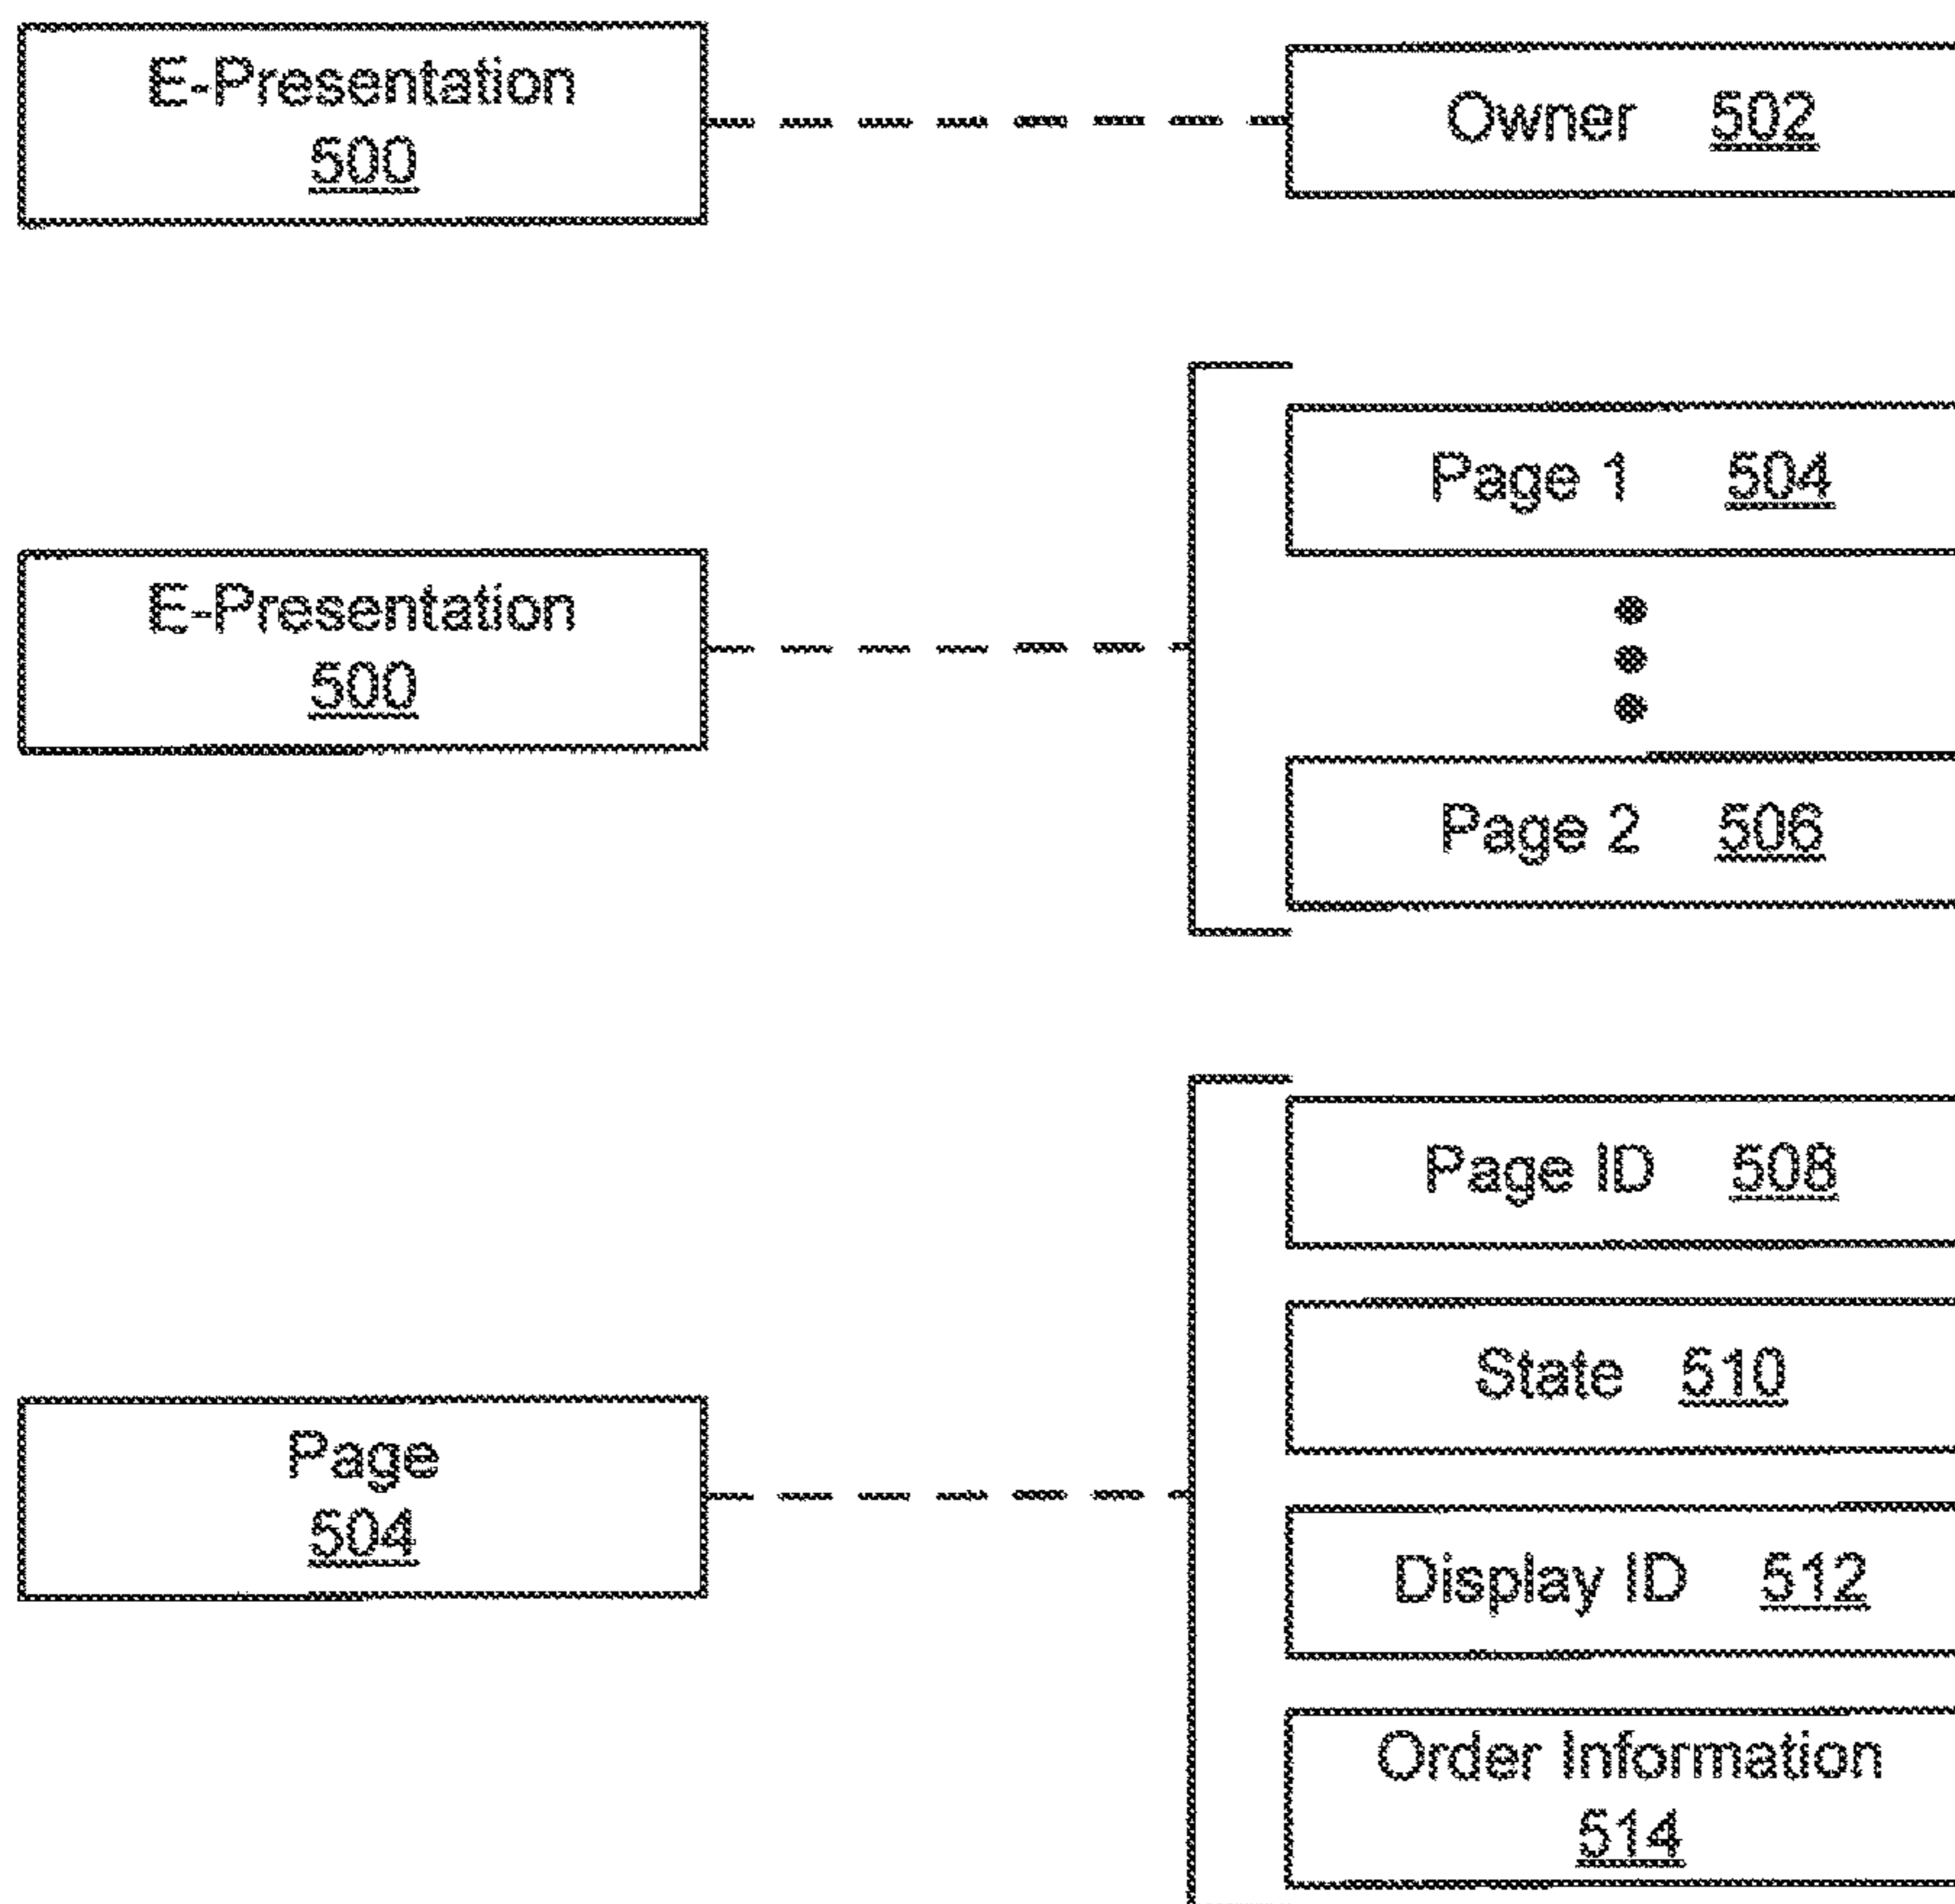 E-Presentation
500
Owner 502
Page 1 504
E-Presentation
500
Page 2 506
Page ID 508
State 510
Page
504
Display ID 512
Order Information
514